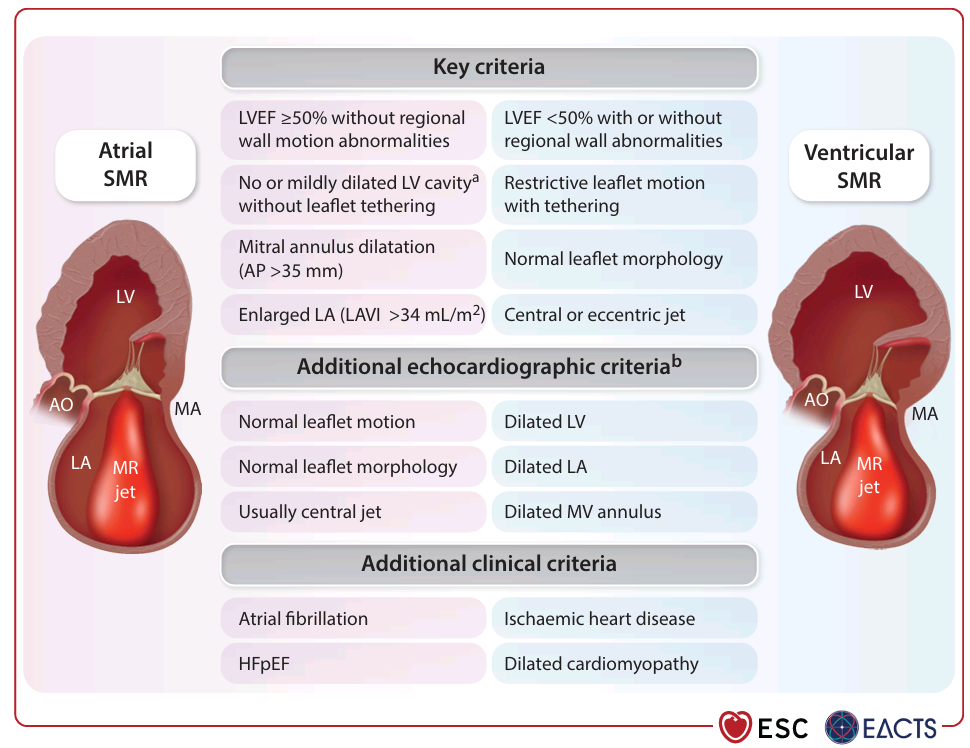 Key criteria
Atrial
SMR
Ventricular
SMR
LVEF ≥50% without regional
wall motion abnormalities
LVEF <50% with or without
regional wall abnormalities
No or mildely dilated LV cavityᵃ
without leaflet tethering
Restrictive leaflet motion
with tethering
Mitral annulus dilatation
(AP >35 mm)
Normal leaflet morphology
Enlarged LA (LAVI >34 mL/m²)
Central or eccentric jet
Additional echocardiographic criteriaᵇ
Normal leaflet motion
Dilated LV
Normal leaflet morphology
Dilated LA
Usually central jet
Dilated MV annulus
Additional clinical criteria
Atrial fibrillation
Ischaemic heart disease
HFpEF
Dilated cardiomyopathy
LV
AO
MA
LA
MR
jet
LV
AO
MA
LA
MR
jet
ESC
EACTS